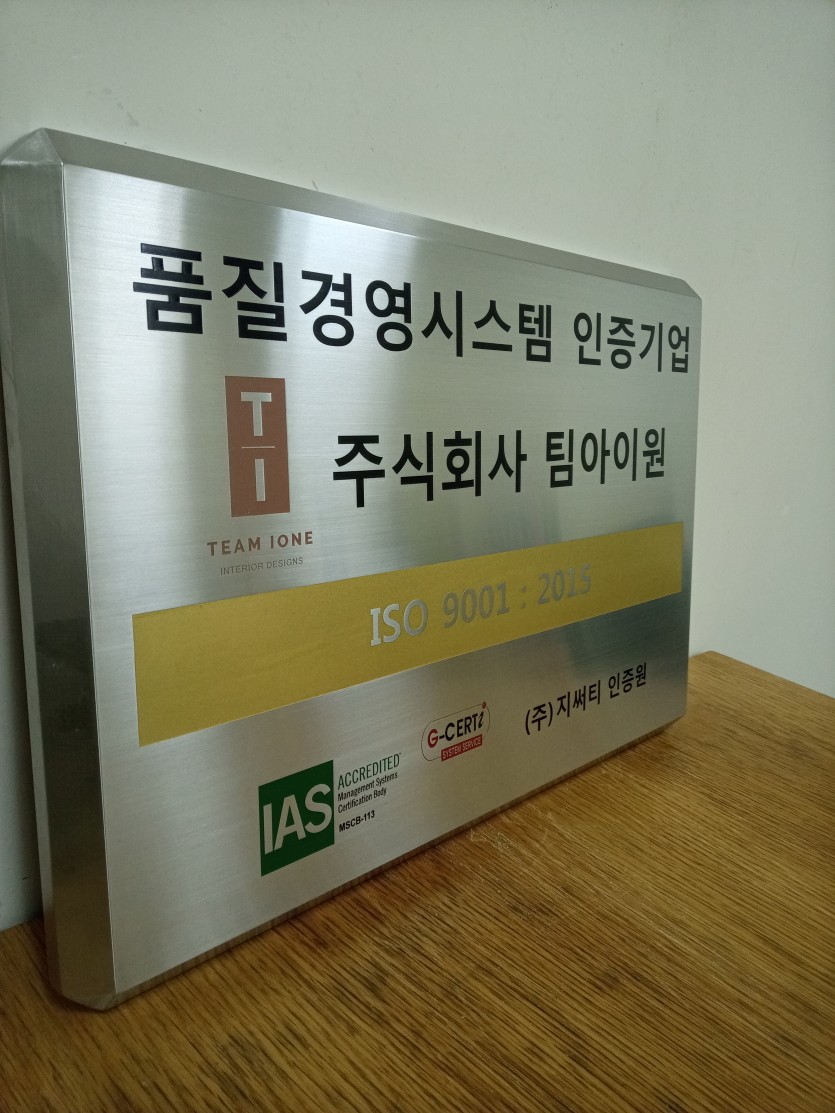 품질경영시스템 인증기업
T
I
주식회사 팀아이원
TEAM IONE
INTERIOR DESIGNS
ISO 9001 : 2015
G-CERTi
SYSTEM SERVICE
(주)지써티 인증원
IAS
ACCREDITED
Management Systems
Certification Body
MSCB-113